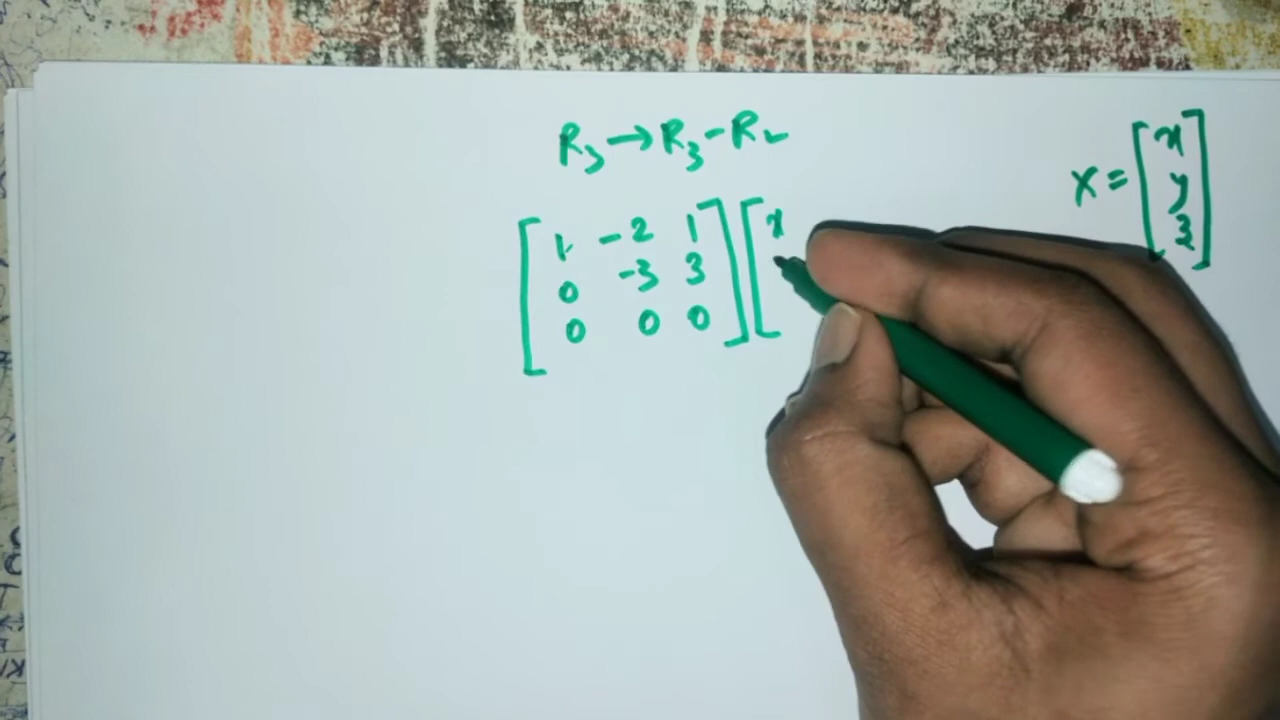 R₃→R₃-R₂
X=[x y z]
[1 -2 1][x
0 -3 3
0 0 0]